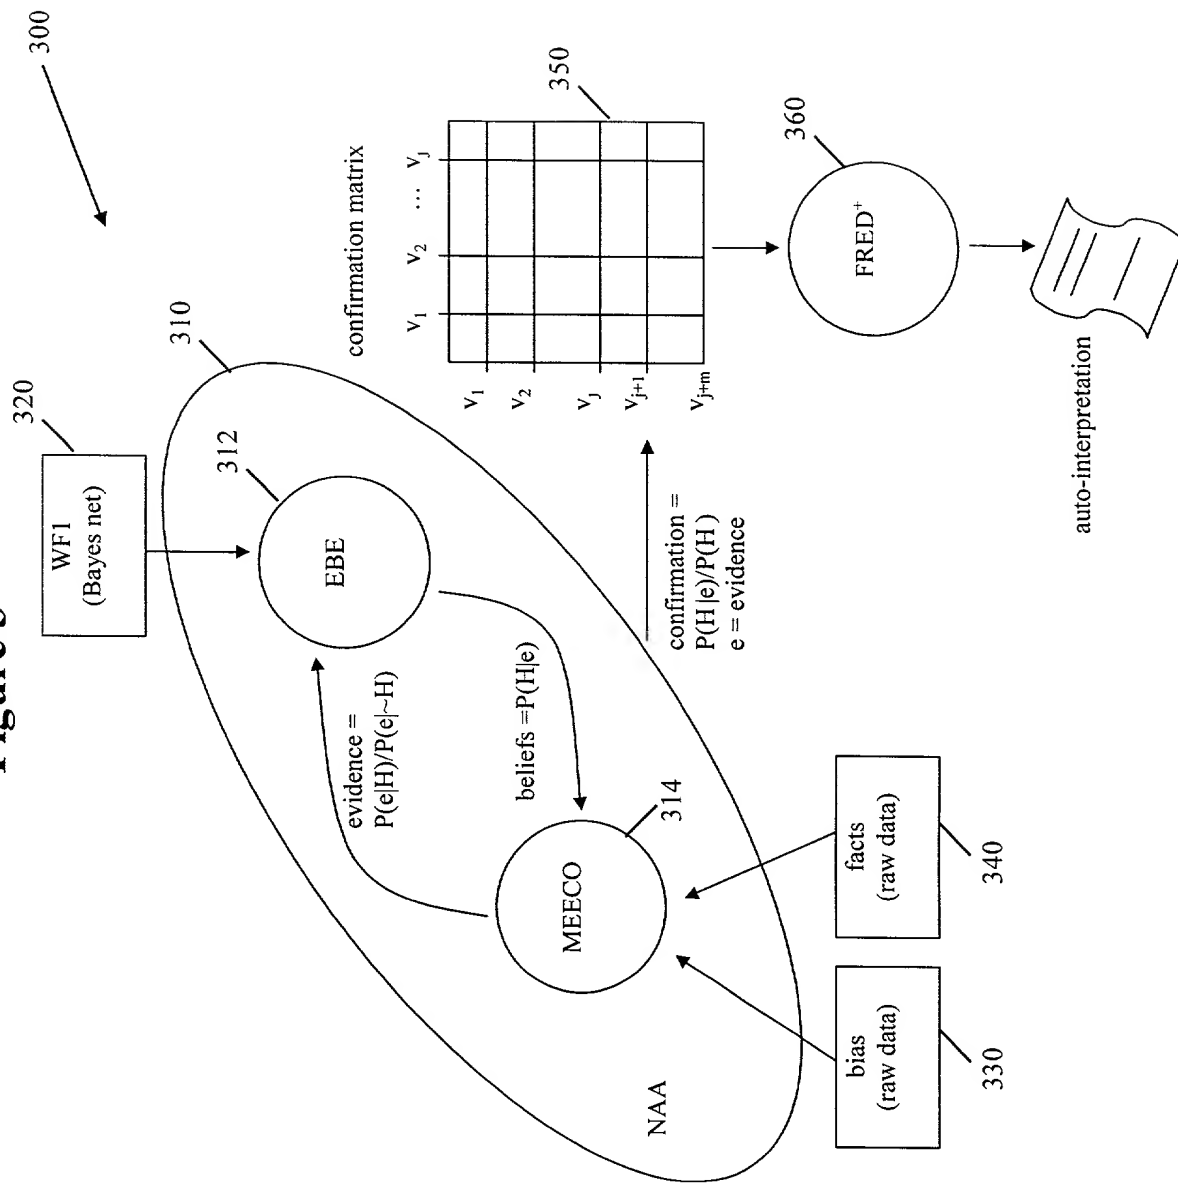 300
320
WF1
(Bayes net)
310
312
EBE
evidence =
P(e|H)/P(e|~H)
beliefs =P(H|e)
MEECO
314
NAA
bias
(raw data)
330
facts
(raw data)
340
confirmation =
P(H|e)/P(H)
e = evidence
confirmation matrix
350
v1 v2 … vJ
v1
v2
vJ
vj+1
vj+m
360
FRED+
auto-interpretation